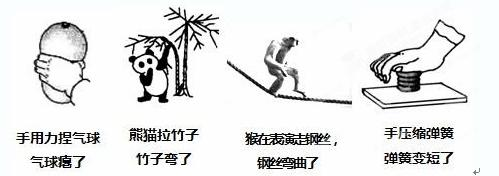 手用力捏气球
气球瘪了
熊猫拉竹子
竹子弯了
猴在表演走钢丝，
钢丝弯曲了
手压缩弹簧
弹簧变短了